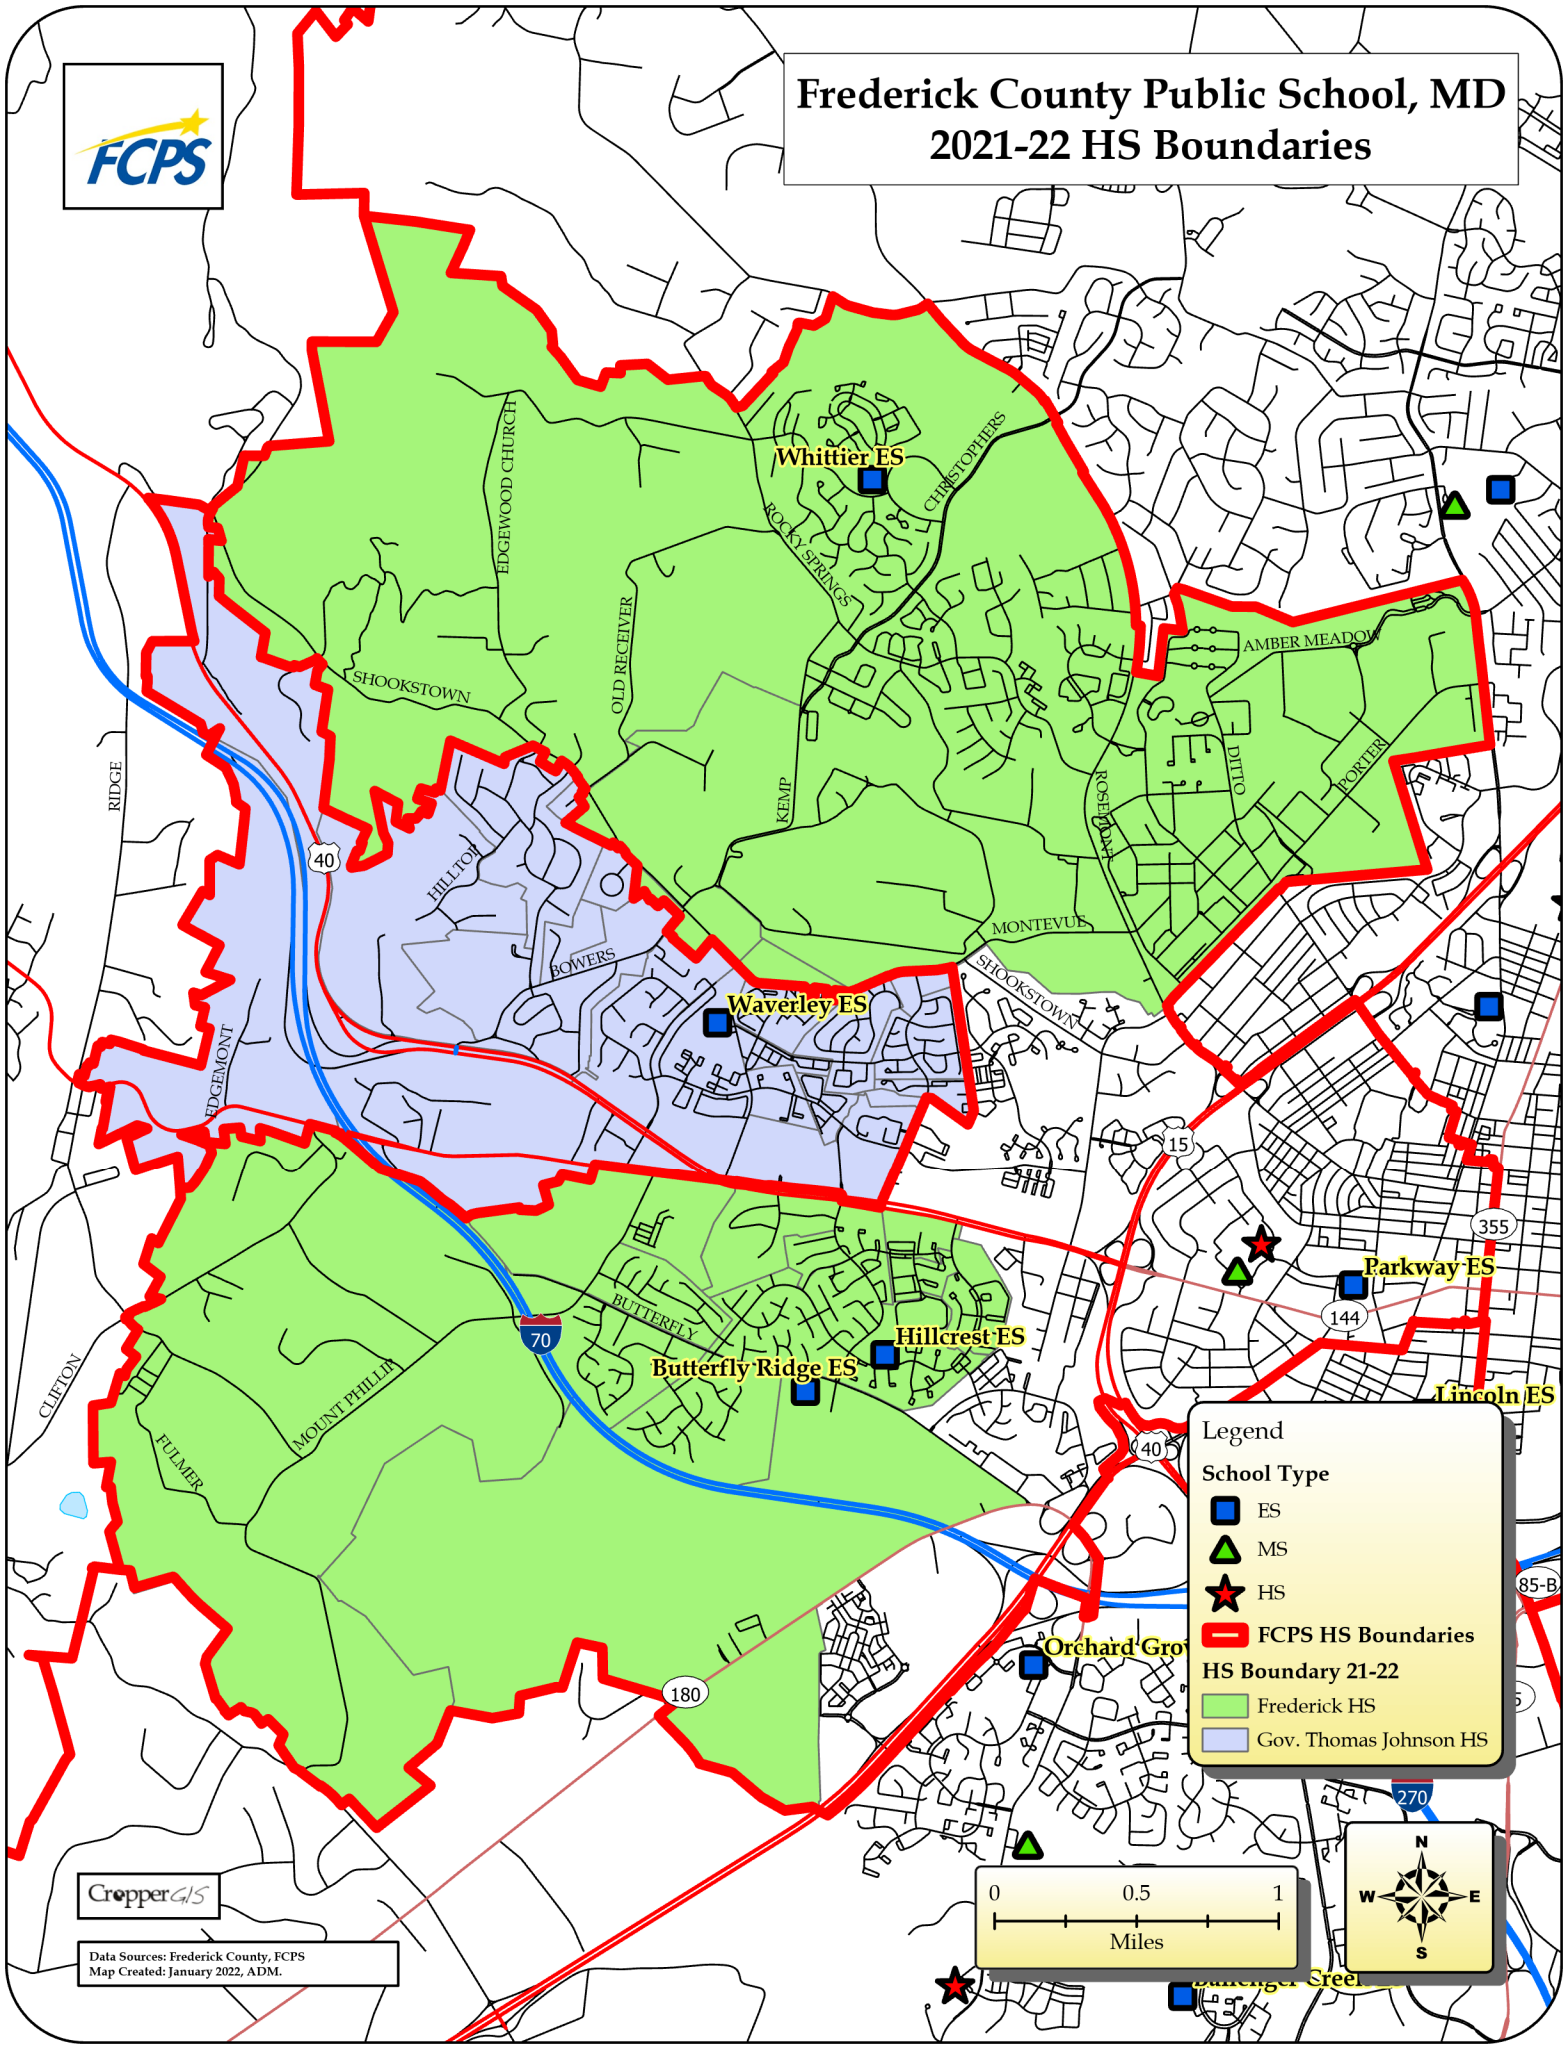 FCPS
Frederick County Public School, MD
2021-22 HS Boundaries
EDGEWOOD CHURCH
Whittier ES
CHRISTOPHERS
ROCKY SPRINGS
OLD RECEIVER
SHOOKSTOWN
AMBER MEADOW
RIDGE
KEMP
ROSEMONT
DITTO
PORTER
40
HILLTOP
MONTEVUE
BOWERS
SHOOKSTOWN
Waverley ES
EDGEMONT
15
355
Parkway ES
144
BUTTERFLY
70
Hillcrest ES
Butterfly Ridge ES
CLIFTON
MOUNT PHILLIP
FULMER
Lincoln ES
40
Legend
School Type
ES
MS
HS
FCPS HS Boundaries
HS Boundary 21-22
Frederick HS
Gov. Thomas Johnson HS
85-B
Orchard Gro
180
270
N
W E
S
0 0.5 1
Miles
CropperGIS
Data Sources: Frederick County, FCPS
Map Created: January 2022, ADM.